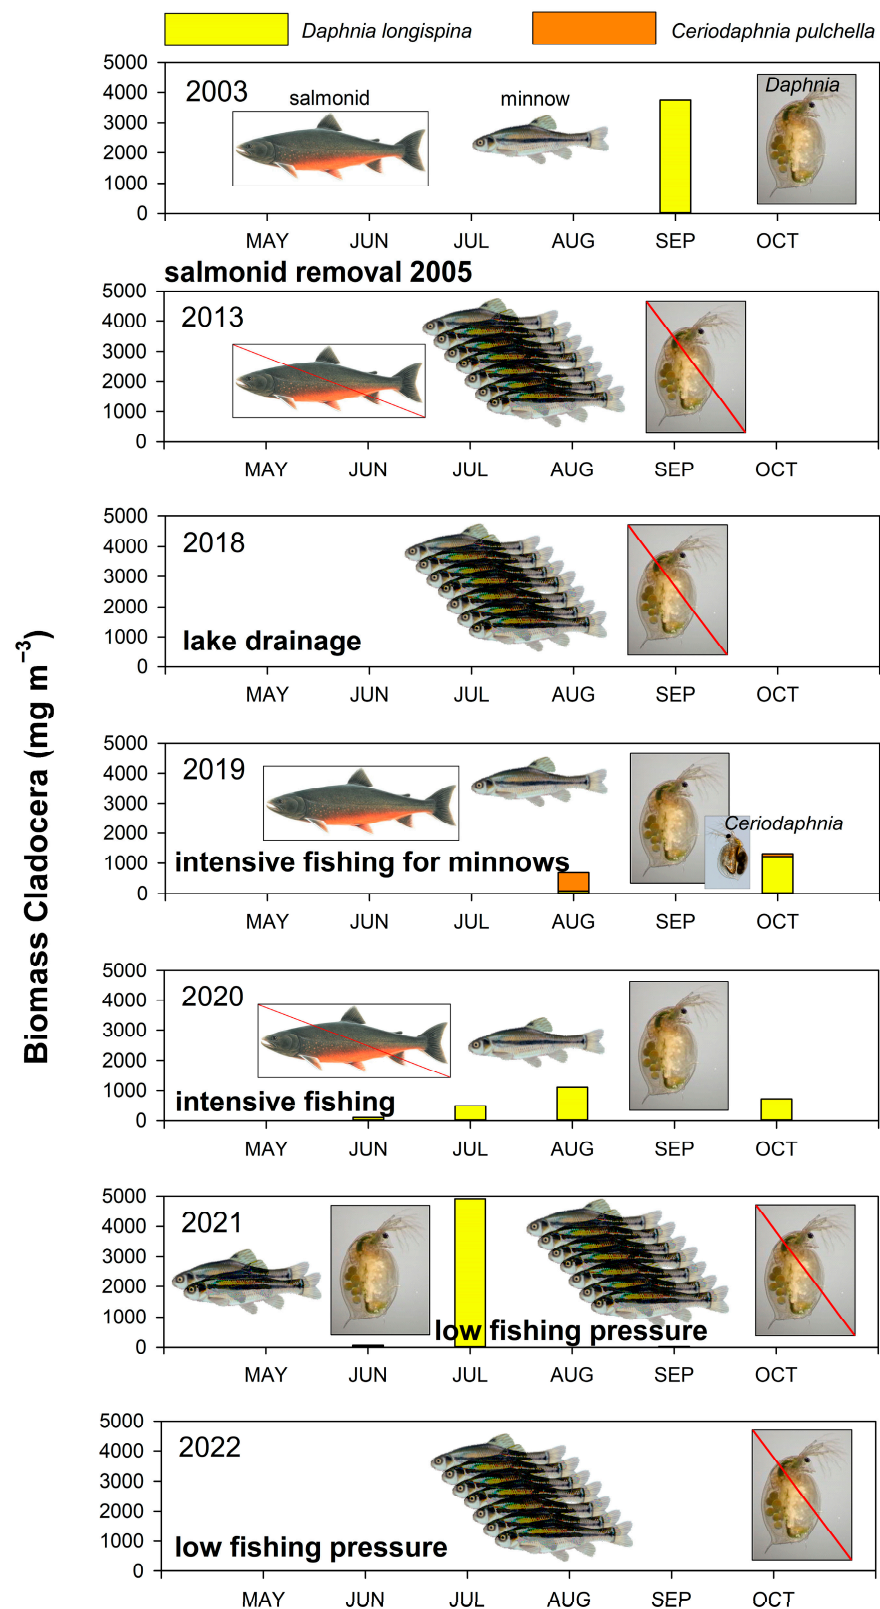 Daphnia longispina Ceriodaphnia pulchella
5000
4000
3000
2000
1000
0
2003
salmonid
minnow
Daphnia
MAY JUN JUL AUG SEP OCT
salmonid removal 2005
5000
4000
3000
2000
1000
0
2013
MAY JUN JUL AUG SEP OCT
5000
4000
3000
2000
1000
0
2018
lake drainage
MAY JUN JUL AUG SEP OCT
Biomass Cladocera (mg m⁻³)
5000
4000
3000
2000
1000
0
2019
Ceriodaphnia
intensive fishing for minnows
MAY JUN JUL AUG SEP OCT
5000
4000
3000
2000
1000
0
2020
intensive fishing
MAY JUN JUL AUG SEP OCT
5000
4000
3000
2000
1000
0
2021
low fishing pressure
MAY JUN JUL AUG SEP OCT
5000
4000
3000
2000
1000
0
2022
low fishing pressure
MAY JUN JUL AUG SEP OCT